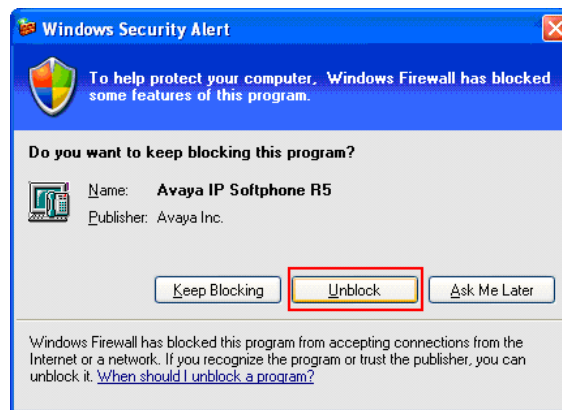 Windows Security Alert
To help protect your computer, Windows Firewall has blocked
some features of this program.
Do you want to keep blocking this program?
Name: Avaya IP Softphone R5
Publisher: Avaya Inc.
Keep Blocking Unblock Ask Me Later
Windows Firewall has blocked this program from accepting connections from the
Internet or a network. If you recognize the program or trust the publisher, you can
unblock it. When should I unblock a program?